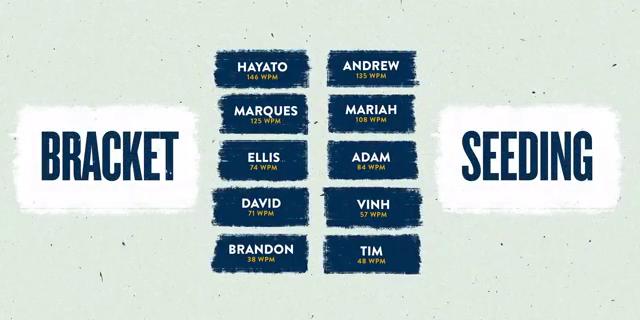 BRACKET
HAYATO
146 WPM
ANDREW
135 WPM
MARQUES
125 WPM
MARIAH
108 WPM
ELLIS
74 WPM
ADAM
84 WPM
DAVID
71 WPM
VINH
57 WPM
BRANDON
38 WPM
TIM
48 WPM
SEEDING